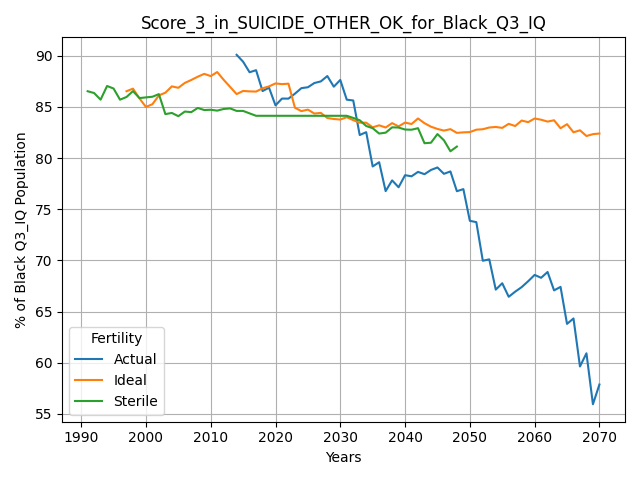 Score_3_in_SUICIDE_OTHER_OK_for_Black_Q3_IQ
% of Black Q3_IQ Population
90
85
80
75
70
65
60
55
Fertility
Actual
Ideal
Sterile
1990 2000 2010 2020 2030 2040 2050 2060 2070
Years